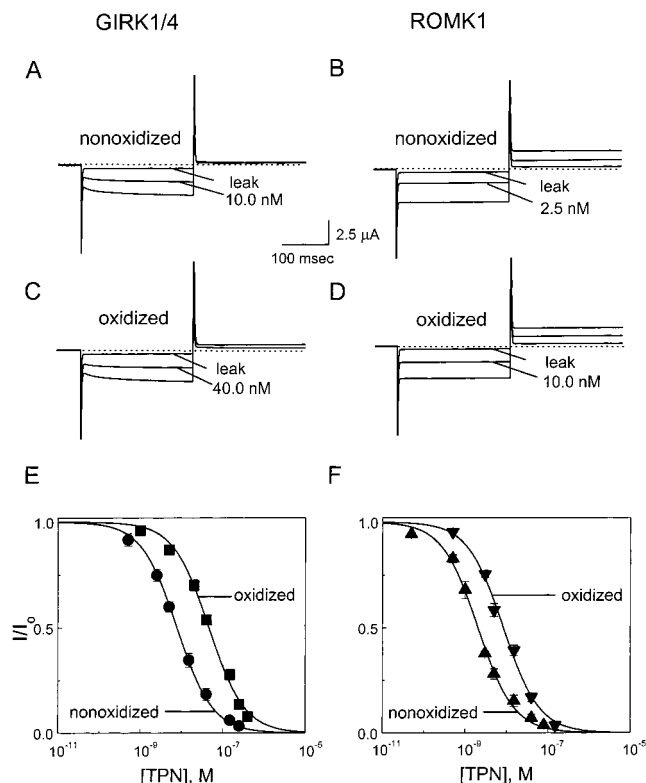 GIRK1/4 ROMK1
A B
nonoxidized nonoxidized
leak leak
10.0 nM 2.5 nM
2.5 μA
100 msec
C D
oxidized oxidized
leak leak
40.0 nM 10.0 nM
E F
1.0 1.0
oxidized oxidized
I/Io 0.5 0.5
nonoxidized nonoxidized
0.0 0.0
10⁻¹¹ 10⁻⁹ 10⁻⁷ 10⁻⁵ 10⁻¹¹ 10⁻⁹ 10⁻⁷ 10⁻⁵
[TPN], M [TPN], M